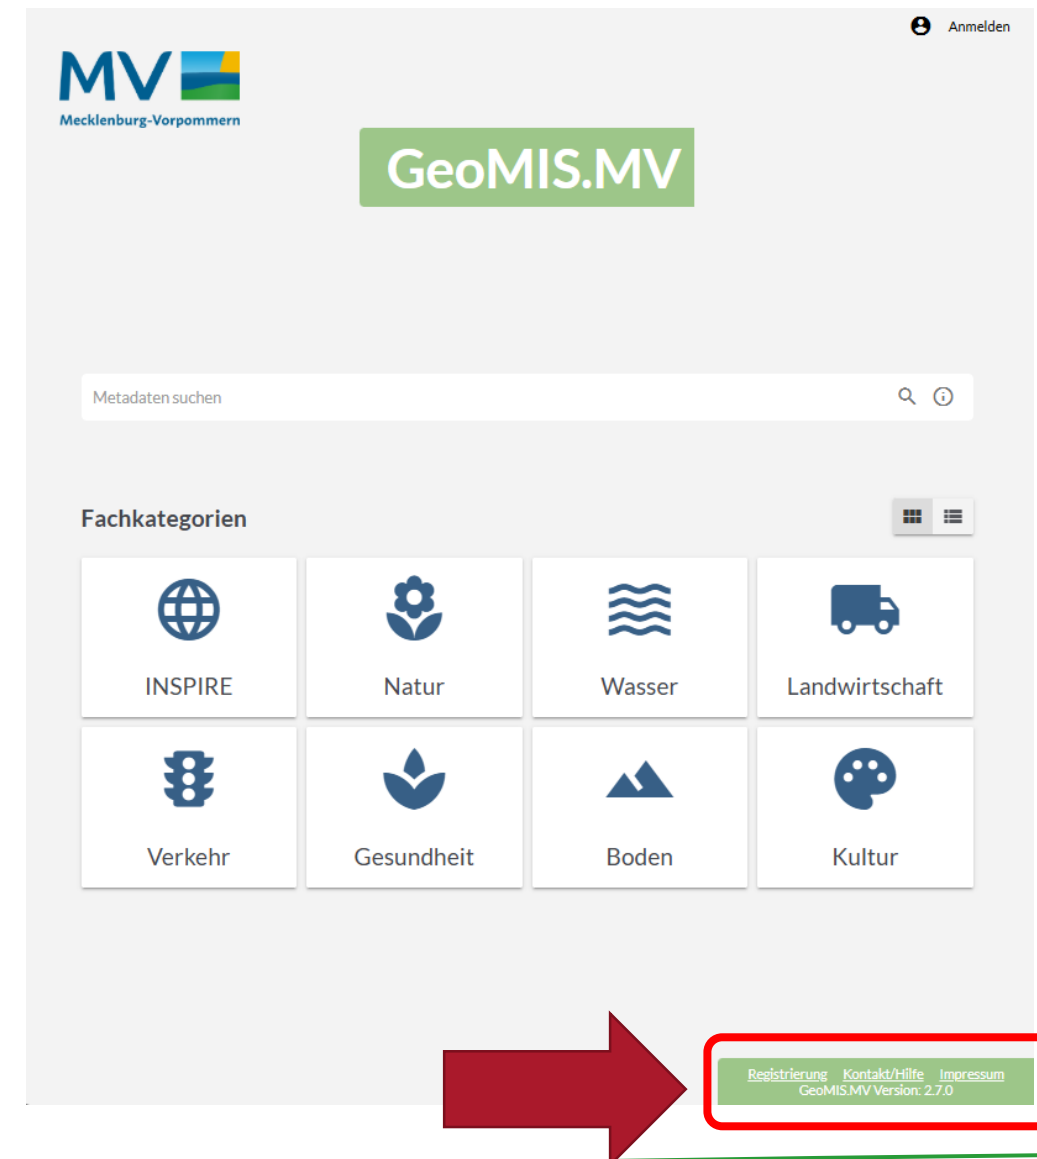 Anmelden
MV
Mecklenburg-Vorpommern
GeoMIS.MV
Metadaten suchen
Fachkategorien
INSPIRE
Natur
Wasser
Landwirtschaft
Verkehr
Gesundheit
Boden
Kultur
Registrierung Kontakt/Hilfe Impressum
GeoMIS.MV Version: 2.7.0